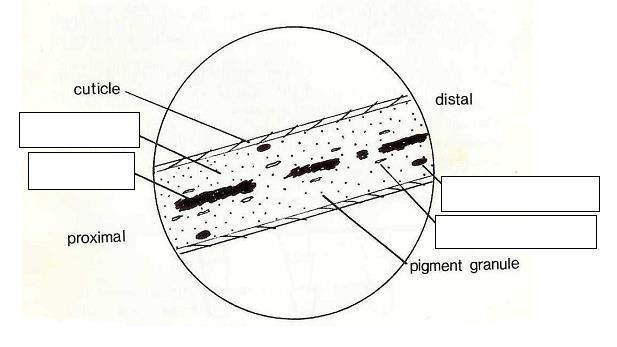 cuticle
distal
proximal
pigment granule